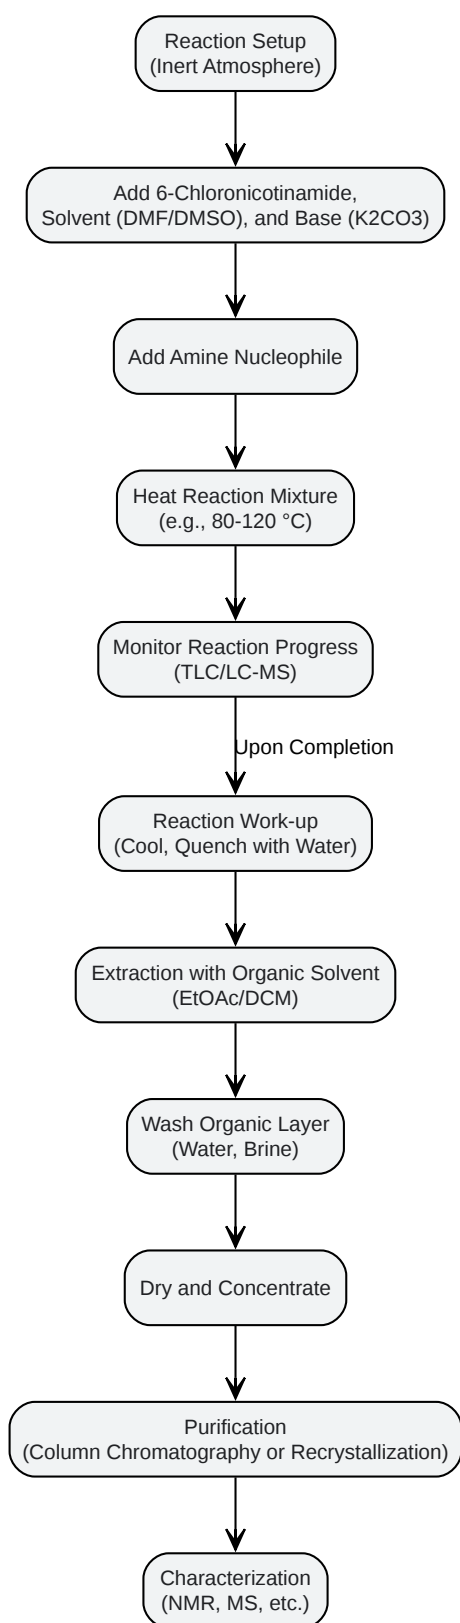 Reaction Setup
(Inert Atmosphere)
Add 6-Chloronicotinamide,
Solvent (DMF/DMSO), and Base (K2CO3)
Add Amine Nucleophile
Heat Reaction Mixture
(e.g., 80-120 °C)
Monitor Reaction Progress
(TLC/LC-MS)
Upon Completion
Reaction Work-up
(Cool, Quench with Water)
Extraction with Organic Solvent
(EtOAc/DCM)
Wash Organic Layer
(Water, Brine)
Dry and Concentrate
Purification
(Column Chromatography or Recrystallization)
Characterization
(NMR, MS, etc.)